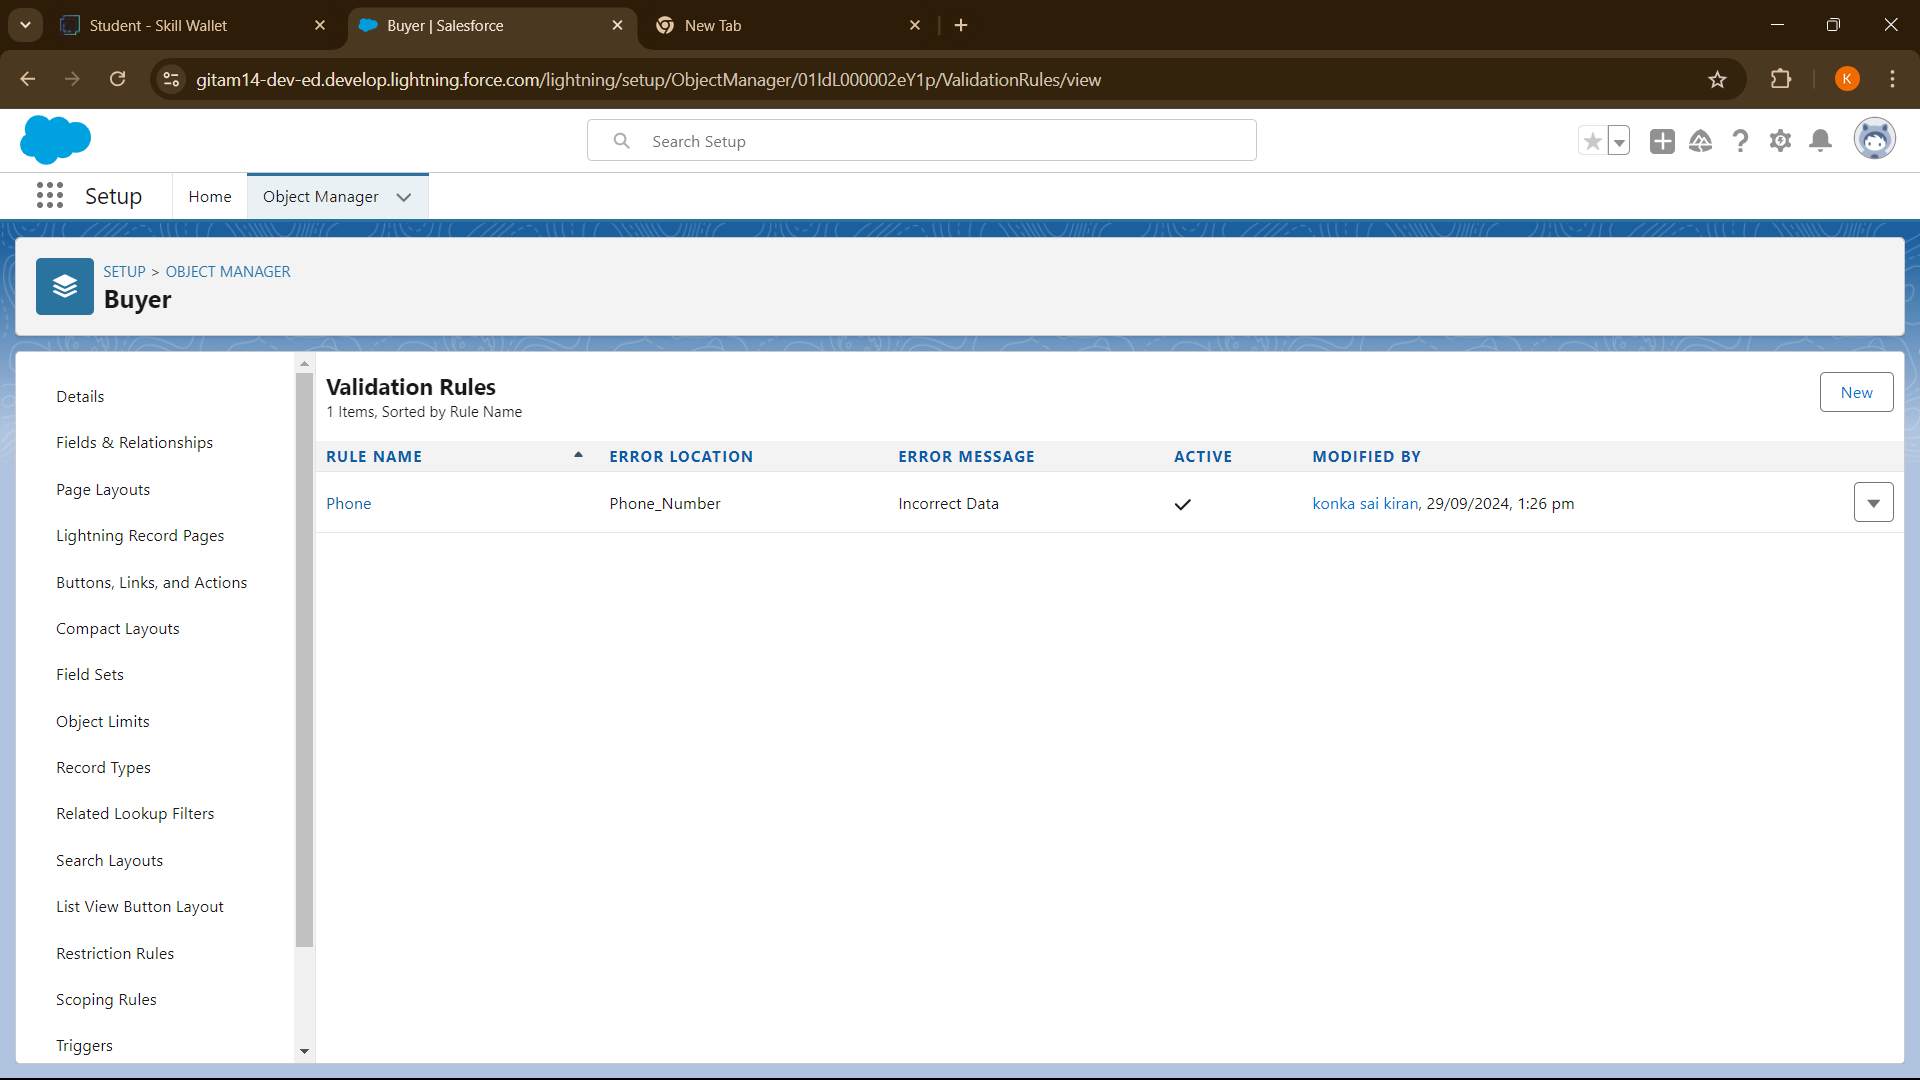 Student - Skill Wallet
Buyer | Salesforce
New Tab
gitam14-dev-ed.develop.lightning.force.com/lightning/setup/ObjectManager/01IdL000002eY1p/ValidationRules/view
K
Search Setup
Setup
Home
Object Manager
SETUP > OBJECT MANAGER
Buyer
Details
Fields & Relationships
Page Layouts
Lightning Record Pages
Buttons, Links, and Actions
Compact Layouts
Field Sets
Object Limits
Record Types
Related Lookup Filters
Search Layouts
List View Button Layout
Restriction Rules
Scoping Rules
Triggers
Validation Rules
1 Items, Sorted by Rule Name
New
RULE NAME ERROR LOCATION ERROR MESSAGE ACTIVE MODIFIED BY
Phone Phone_Number Incorrect Data konka sai kiran, 29/09/2024, 1:26 pm